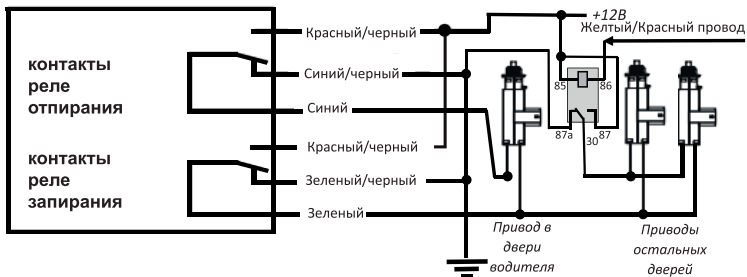 +12В
Красный/черный
Желтый/Красный провод
контакты
реле
отпирания
Синий/черный
85
86
Синий
87а
30
87
Красный/черный
контакты
реле
запирания
Зеленый/черный
Зеленый
Привод в
двери
водителя
Приводы
остальных
дверей